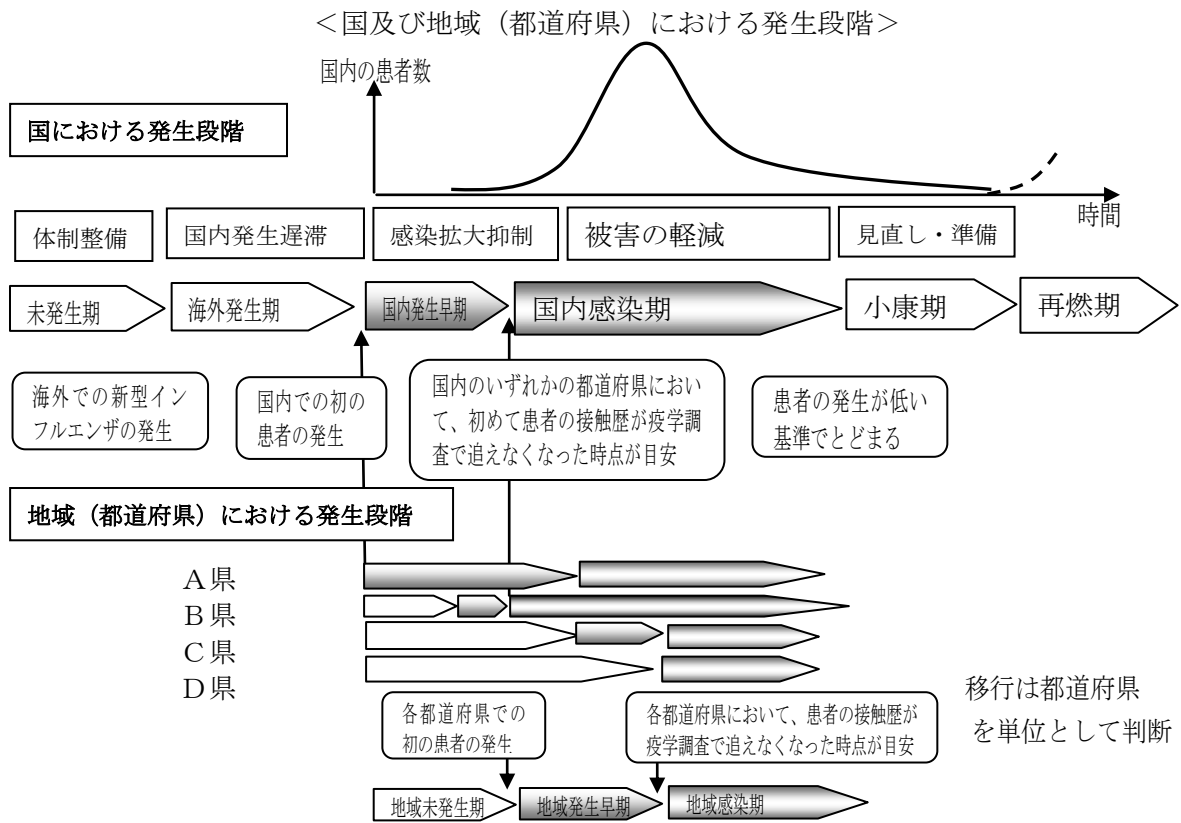 ＜国及び地域（都道府県）における発生段階＞
国内の患者数
国における発生段階
時間
体制整備
国内発生遅滞
感染拡大抑制
被害の軽減
見直し・準備
未発生期
海外発生期
国内発生早期
国内感染期
小康期
再燃期
海外での新型イン
フルエンザの発生
国内での初の
患者の発生
国内のいずれかの都道府県におい
て、初めて患者の接触歴が疫学調
査で追えなくなった時点が目安
患者の発生が低い
基準でとどまる
地域（都道府県）における発生段階
Ａ県
Ｂ県
Ｃ県
Ｄ県
各都道府県での
初の患者の発生
各都道府県において、患者の接触歴が
疫学調査で追えなくなった時点が目安
移行は都道府県
を単位として判断
地域未発生期
地域発生早期
地域感染期